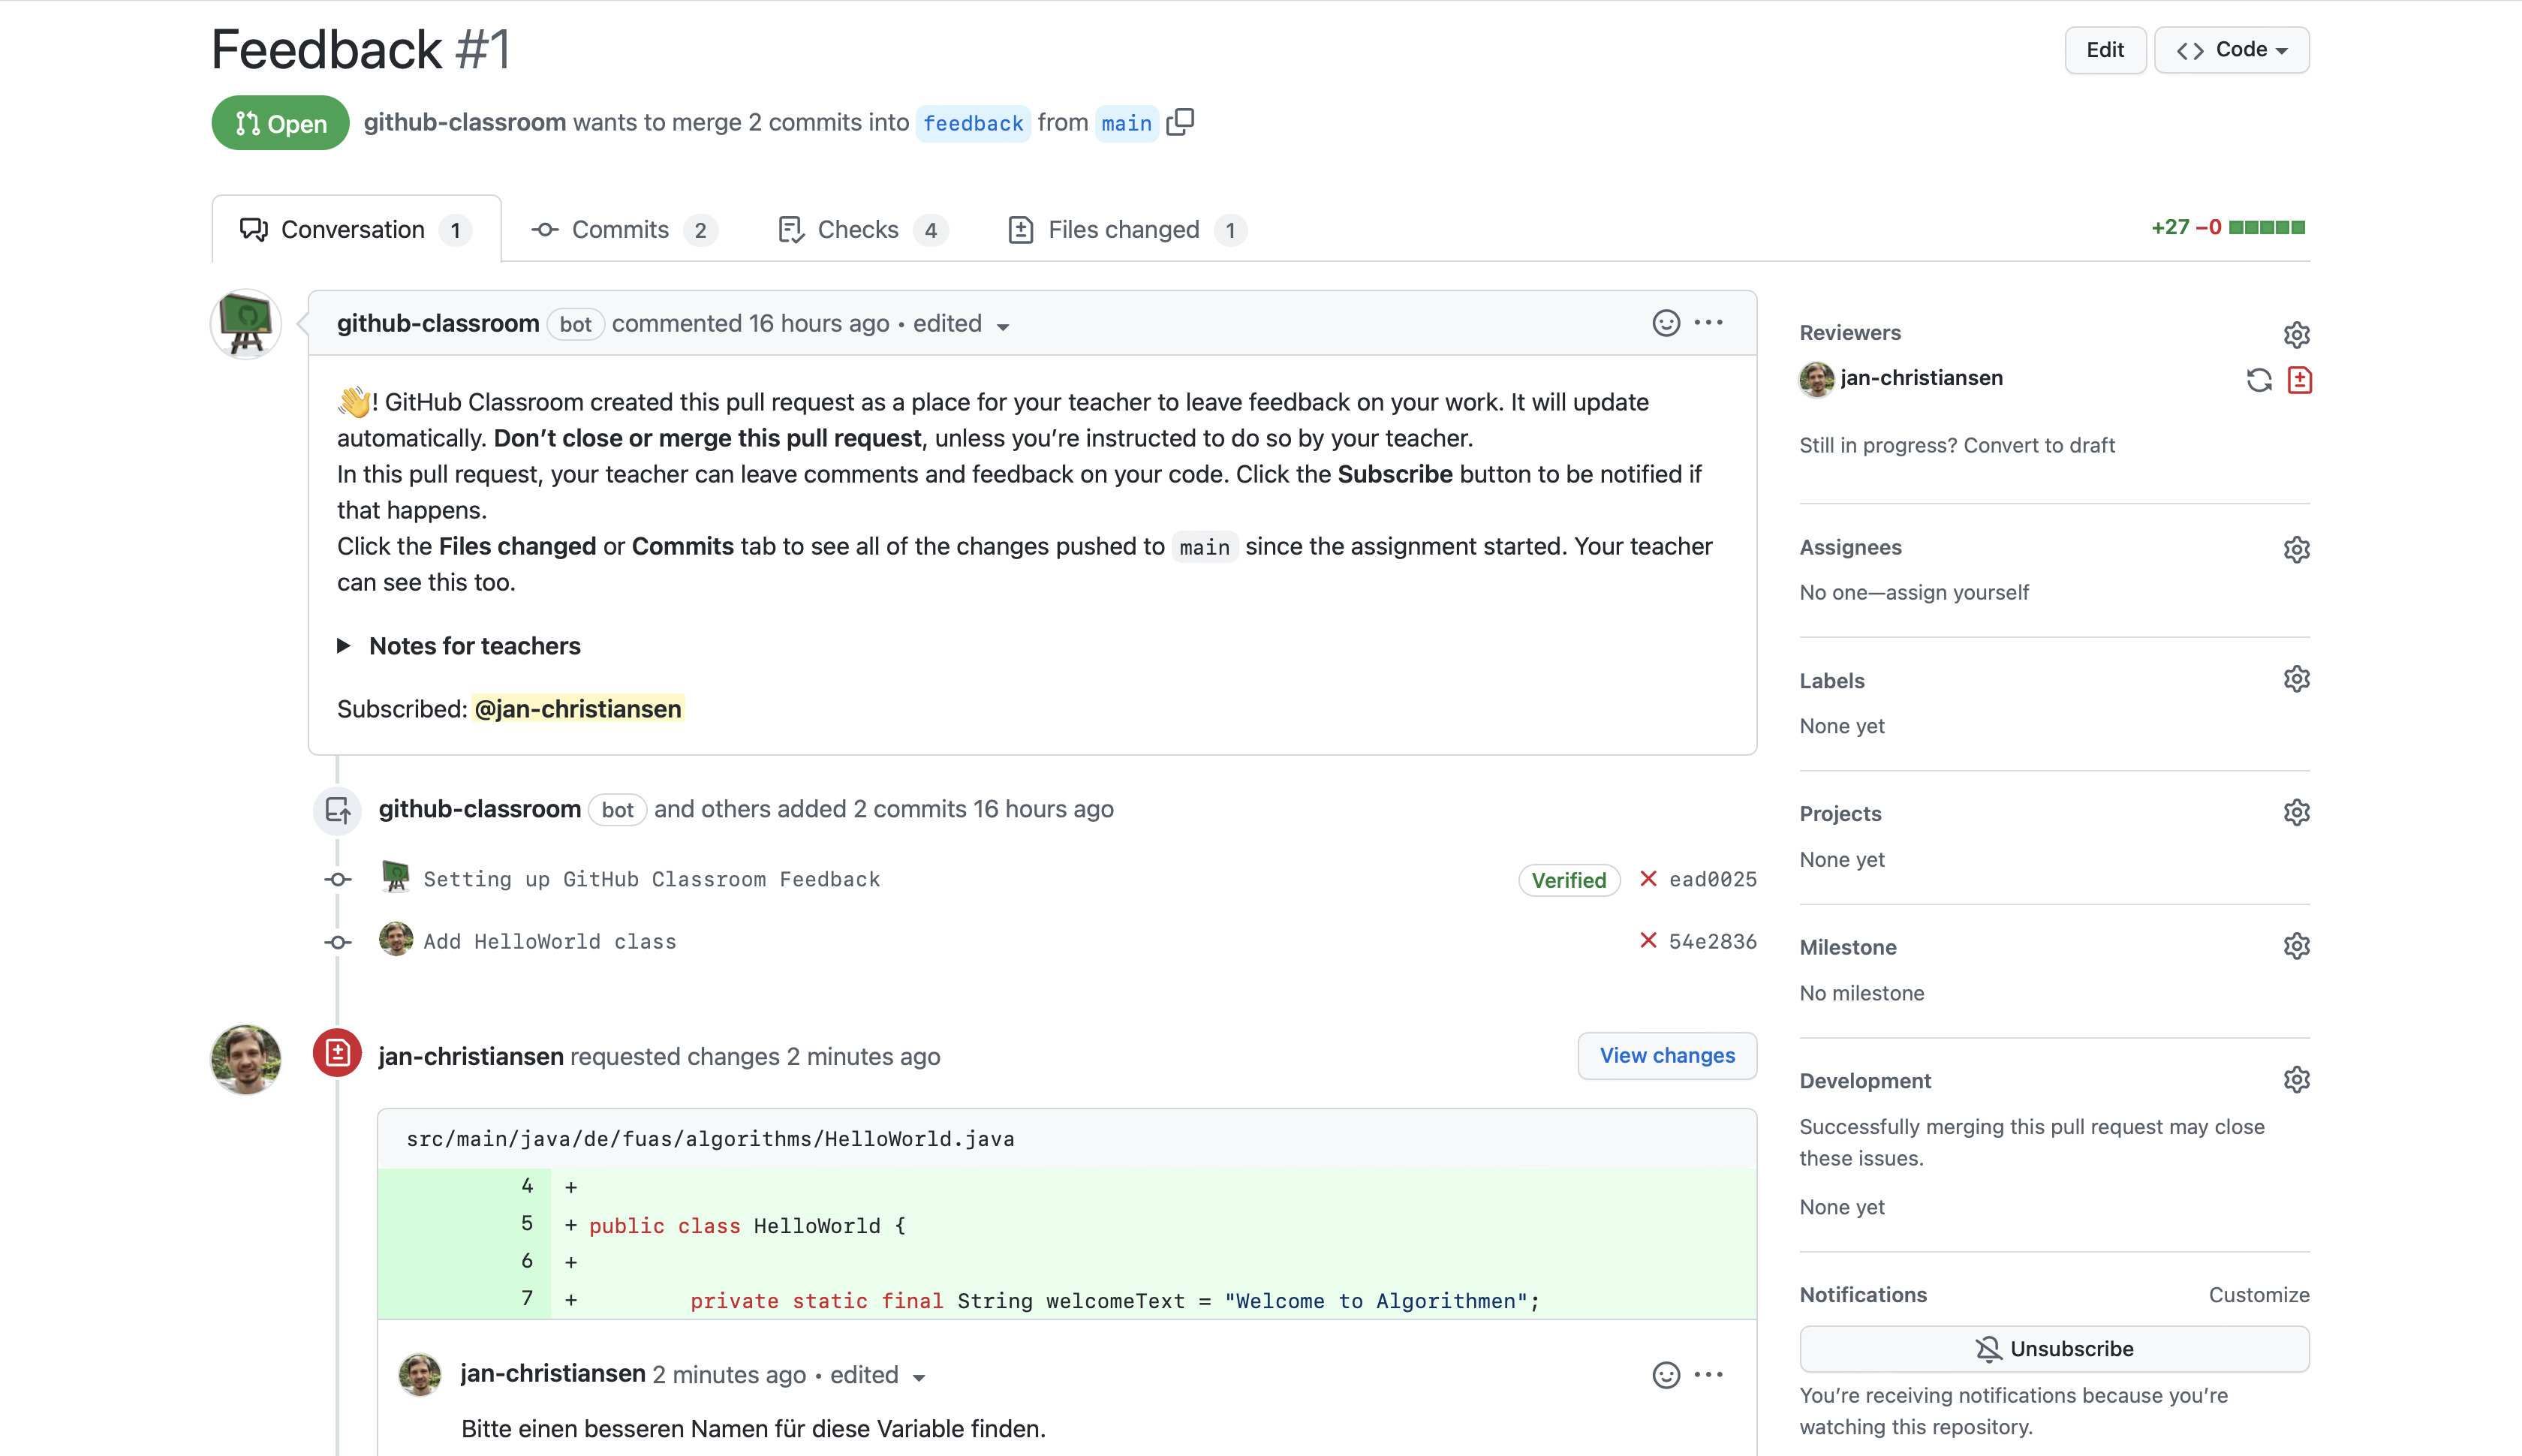 Feedback #1
Edit
Code
Open
github-classroom wants to merge 2 commits into feedback from main
Conversation 1
Commits 2
Checks 4
Files changed 1
+27 −0
github-classroom bot commented 16 hours ago • edited
👋! GitHub Classroom created this pull request as a place for your teacher to leave feedback on your work. It will update
automatically. Don’t close or merge this pull request, unless you’re instructed to do so by your teacher.
In this pull request, your teacher can leave comments and feedback on your code. Click the Subscribe button to be notified if
that happens.
Click the Files changed or Commits tab to see all of the changes pushed to main since the assignment started. Your teacher
can see this too.
Notes for teachers
Subscribed: @jan-christiansen
github-classroom bot and others added 2 commits 16 hours ago
Setting up GitHub Classroom Feedback
Verified
ead0025
Add HelloWorld class
54e2836
jan-christiansen requested changes 2 minutes ago
View changes
src/main/java/de/fuas/algorithms/HelloWorld.java
4 +
5 + public class HelloWorld {
6 +
7 + private static final String welcomeText = "Welcome to Algorithmen";
jan-christiansen 2 minutes ago • edited
Bitte einen besseren Namen für diese Variable finden.
Reviewers
jan-christiansen
Still in progress? Convert to draft
Assignees
No one—assign yourself
Labels
None yet
Projects
None yet
Milestone
No milestone
Development
Successfully merging this pull request may close
these issues.
None yet
Notifications
Customize
Unsubscribe
You’re receiving notifications because you’re
watching this repository.